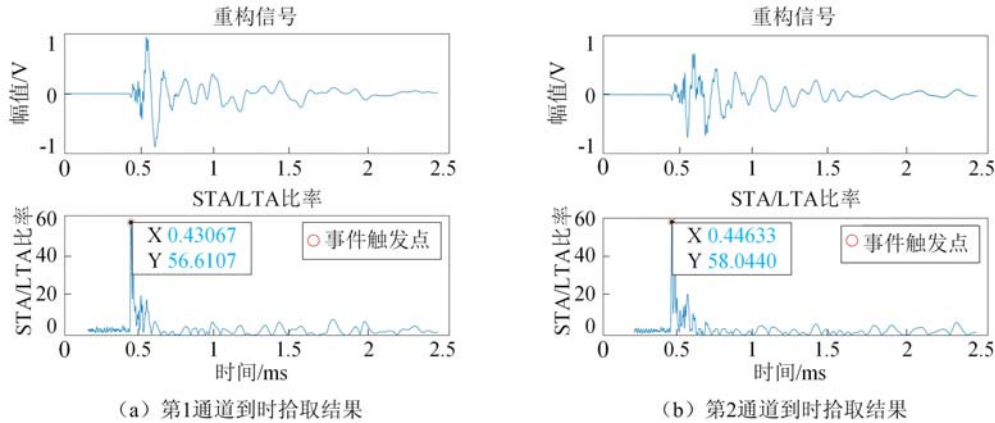 重构信号
幅值/V
1
0
-1
0 0.5 1 1.5 2 2.5
STA/LTA比率
STA/LTA比率
60
40
20
0
X 0.43067
Y 56.6107
事件触发点
0 0.5 1 1.5 2 2.5
时间/ms
（a）第1通道到时拾取结果
重构信号
幅值/V
1
0
-1
0 0.5 1 1.5 2 2.5
STA/LTA比率
STA/LTA比率
60
40
20
0
X 0.44633
Y 58.0440
事件触发点
0 0.5 1 1.5 2 2.5
时间/ms
（b）第2通道到时拾取结果